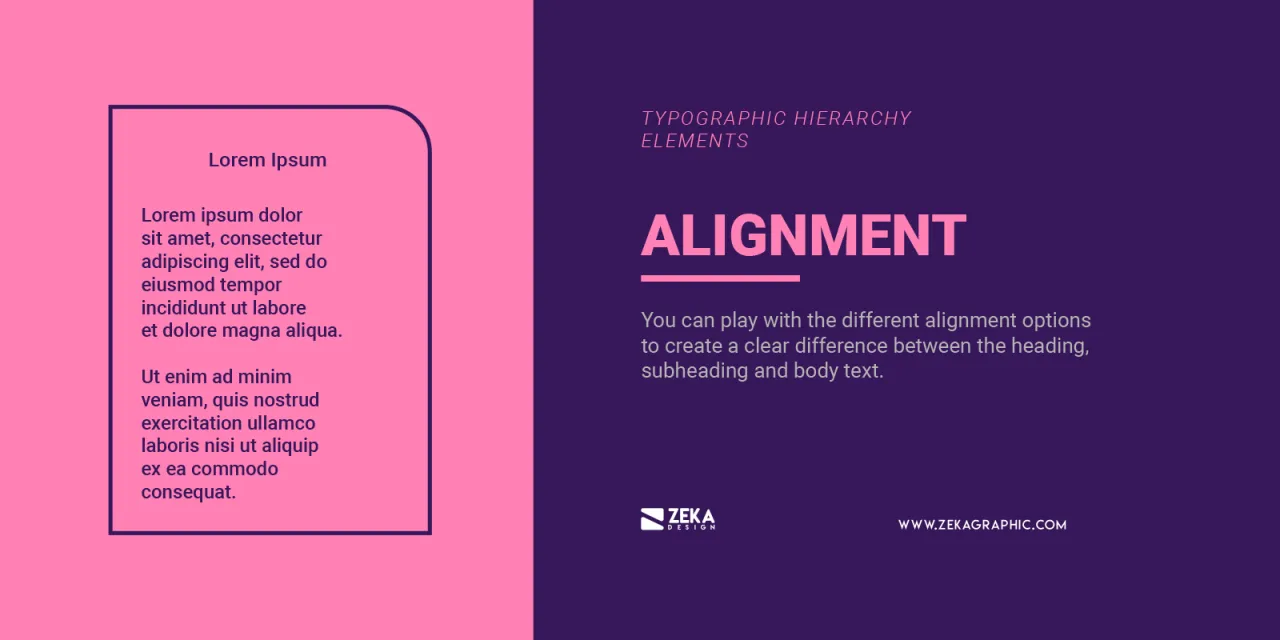 Lorem Ipsum
Lorem ipsum dolor
sit amet, consectetur
adipiscing elit, sed do
eiusmod tempor
incididunt ut labore
et dolore magna aliqua.
Ut enim ad minim
veniam, quis nostrud
exercitation ullamco
laboris nisi ut aliquip
ex ea commodo
consequat.
TYPOGRAPHIC HIERARCHY
ELEMENTS
ALIGNMENT
You can play with the different alignment options
to create a clear difference between the heading,
subheading and body text.
ZEKA
DESIGN
WWW.ZEKAGRAPHIC.COM